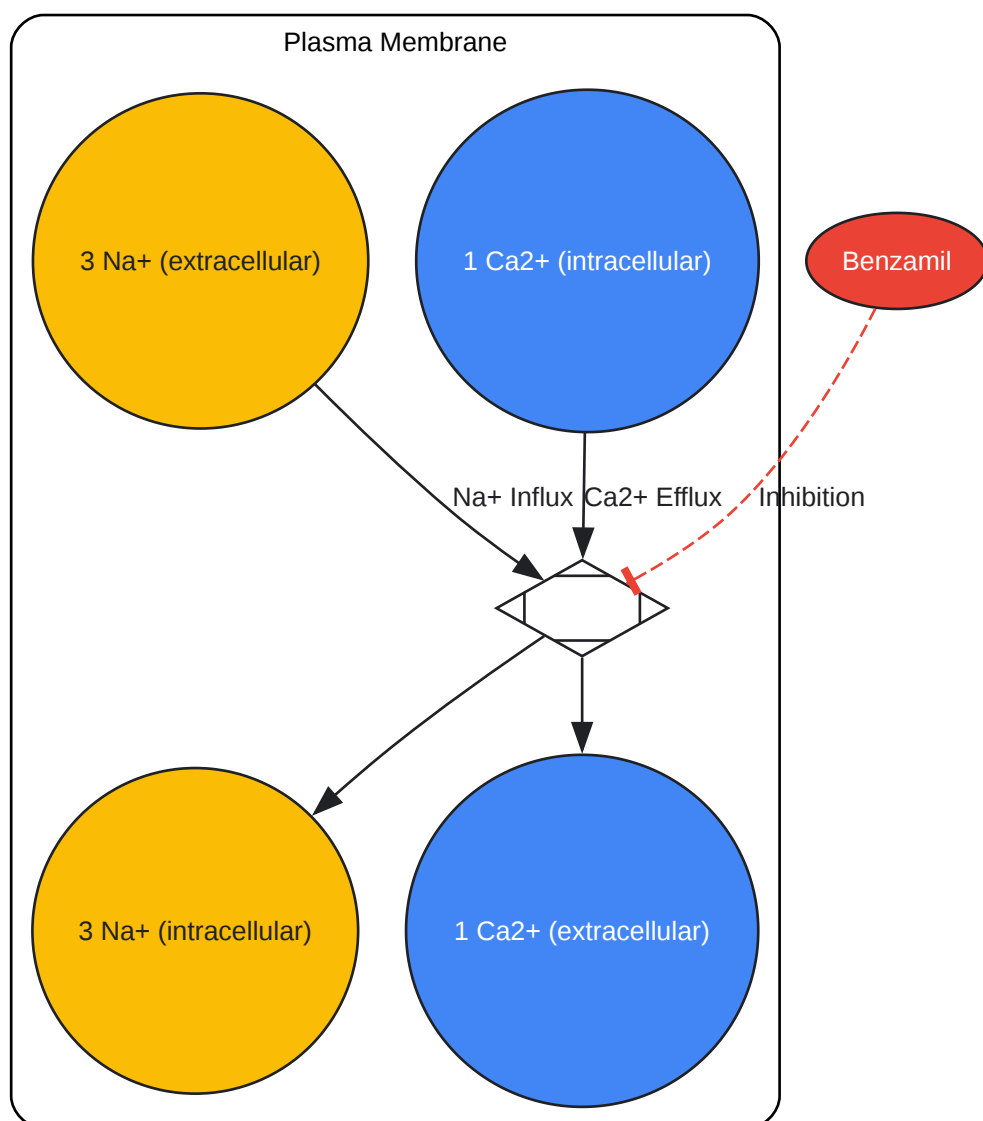 Plasma Membrane
3 Na+ (extracellular)
1 Ca2+ (intracellular)
Benzamil
Na+ Influx
Ca2+ Efflux
Inhibition
3 Na+ (intracellular)
1 Ca2+ (extracellular)